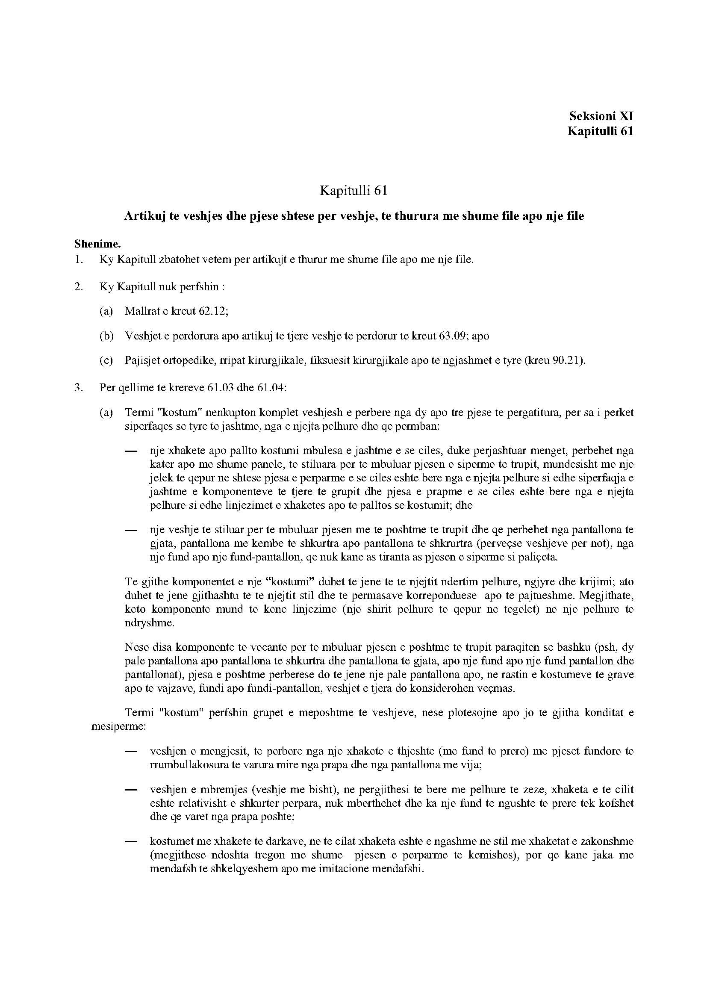 Seksioni XI
Kapitulli 61
Kapitulli 61
Artikuj te veshjes dhe pjese shtese per veshje, te thurura me shume file apo nje file
Shenime.
1. Ky Kapitull zbatohet vetem per artikujt e thurur me shume file apo me nje file.
2. Ky Kapitull nuk perfshin :
(a) Mallrat e kreut 62.12;
(b) Veshjet e perdorura apo artikuj te tjere veshje te perdorur te kreut 63.09; apo
(c) Pajisjet ortopedike, rripat kirurgjikale, fiksuesit kirurgjikale apo te ngjashmet e tyre (kreu 90.21).
3. Per qellime te krereve 61.03 dhe 61.04:
(a) Termi "kostum" nenkupton komplet veshjesh e perbere nga dy apo tre pjese te pergatitura, per sa i perket
siperfaqes se tyre te jashtme, nga e njejta pelhure dhe qe permban:
— nje xhakete apo pallto kostumi mbulesa e jashtme e se ciles, duke perjashtuar menget, perbehet nga
kater apo me shume panele, te stiluara per te mbuluar pjesen e siperme te trupit, mundesisht me nje
jelek te qepur ne shtese pjesa e perparme e se ciles eshte bere nga e njejta pelhure si edhe siperfaqja e
jashtme e komponenteve te tjere te grupit dhe pjesa e prapme e se ciles eshte bere nga e njejta
pelhure si edhe linjezimet e xhaketes apo te palltos se kostumit; dhe
— nje veshje te stiluar per te mbuluar pjesen me te poshtme te trupit dhe qe perbehet nga pantallona te
gjata, pantallona me kembe te shkurtra apo pantallona te shkrurtra (perveçse veshjeve per not), nga
nje fund apo nje fund-pantallon, qe nuk kane as tiranta as pjesen e siperme si paliçeta.
Te gjithe komponentet e nje “kostumi” duhet te jene te te njejtit ndertim pelhure, ngjyre dhe krijimi; ato
duhet te jene gjithashtu te te njejtit stil dhe te permasave korreponduese apo te pajtueshme. Megjithate,
keto komponente mund te kene linjezime (nje shirit pelhure te qepur ne tegelet) ne nje pelhure te
ndryshme.
Nese disa komponente te vecante per te mbuluar pjesen e poshtme te trupit paraqiten se bashku (psh, dy
pale pantallona apo pantallona te shkurtra dhe pantallona te gjata, apo nje fund apo nje fund pantallon dhe
pantallonat), pjesa e poshtme perberese do te jene nje pale pantallona apo, ne rastin e kostumeve te grave
apo te vajzave, fundi apo fundi-pantallon, veshjet e tjera do konsiderohen veçmas.
Termi "kostum" perfshin grupet e meposhtme te veshjeve, nese plotesojne apo jo te gjitha konditat e
mesiperme:
— veshjen e mengjesit, te perbere nga nje xhakete e thjeshte (me fund te prere) me pjeset fundore te
rrumbullakosura te varura mire nga prapa dhe nga pantallona me vija;
— veshjen e mbremjes (veshje me bisht), ne pergjithesi te bere me pelhure te zeze, xhaketa e te cilit
eshte relativisht e shkurter perpara, nuk mberthehet dhe ka nje fund te ngushte te prere tek kofshet
dhe qe varet nga prapa poshte;
— kostumet me xhakete te darkave, ne te cilat xhaketa eshte e ngashme ne stil me xhaketat e zakonshme
(megjithese ndoshta tregon me shume pjesen e perparme te kemishes), por qe kane jaka me
mendafsh te shkelqyeshem apo me imitacione mendafshi.